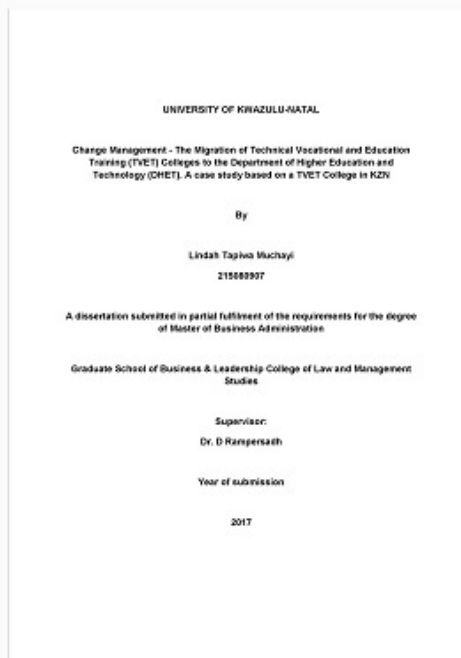 UNIVERSITY OF KWAZULU-NATAL
Change Management - The Migration of Technical Vocational and Education
Training (TVET) Colleges to the Department of Higher Education and
Technology (DHET). A case study based on a TVET College in KZN
By
Lindah Tapiwa Muchayi
215080907
A dissertation submitted in partial fulfilment of the requirements for the degree
of Master of Business Administration
Graduate School of Business & Leadership College of Law and Management
Studies
Supervisor:
Dr. D Rampersadh
Year of submission
2017